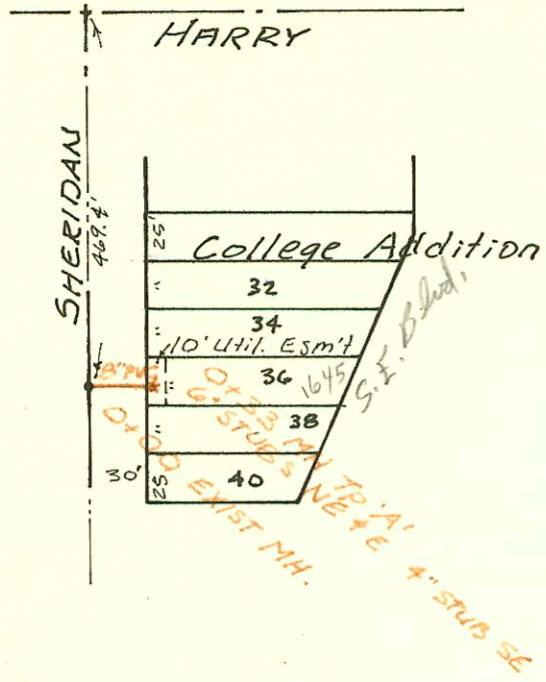 HARRY
SHERIDAN
469.4'
25'
College Addition
"
32
"
34
10' Util. Esm't
8"PVC
"
36
1645
S.E. Blvd.
"
38
30'
25
40
0+33 MH TP. 'A'
6" STUBS NE & E 4" STUB SE
0+00 EXIST MH.